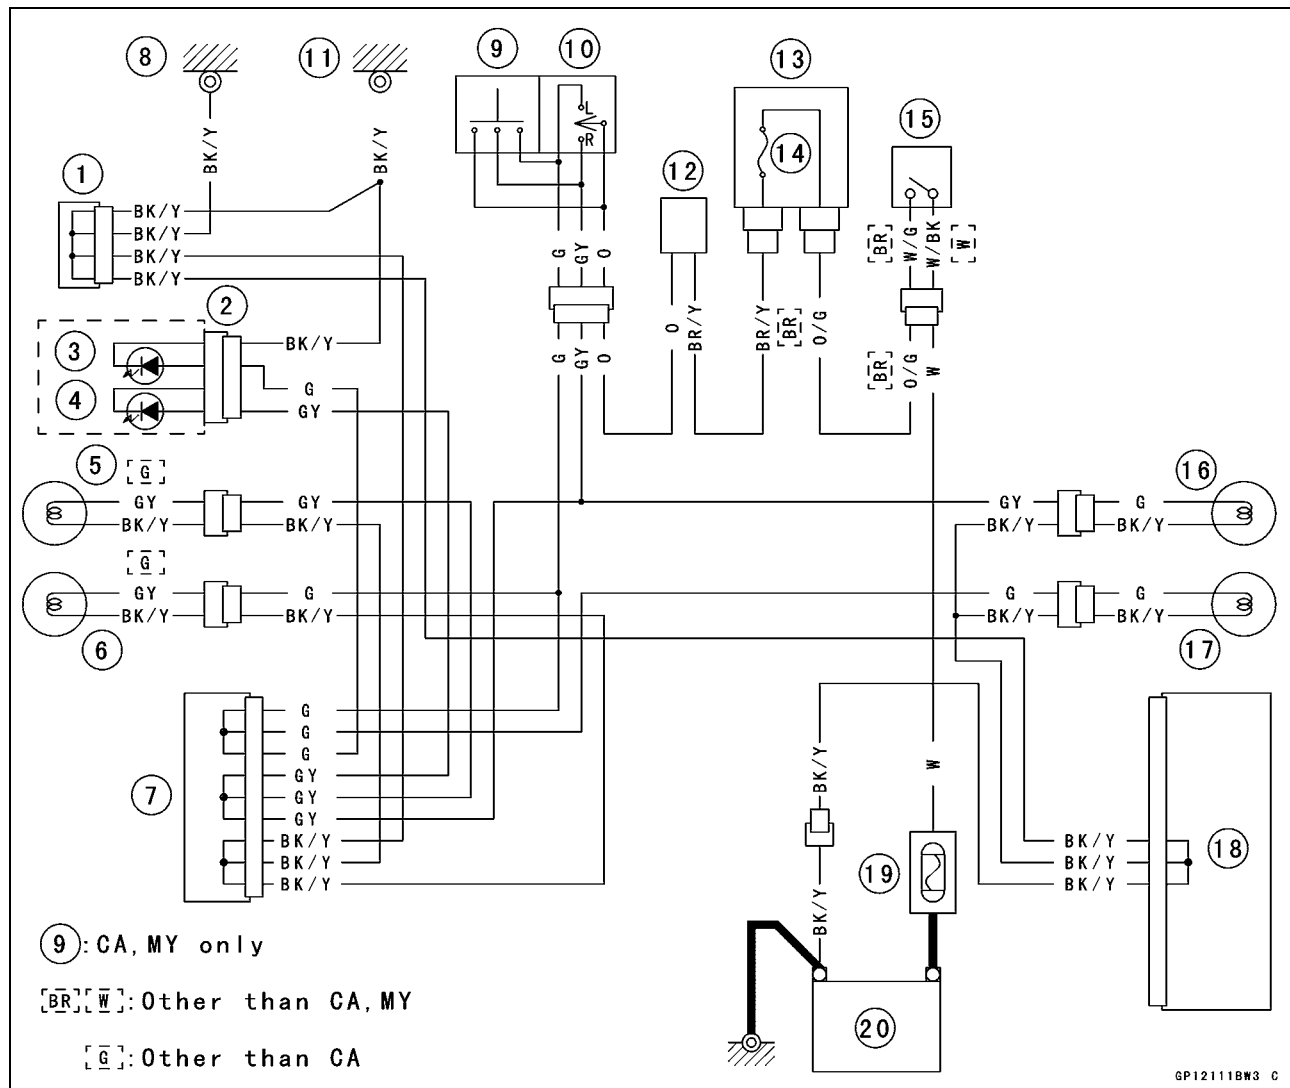 8
11
9
10
13
L
R
14
15
12
BK/Y
BK/Y
1
BK/Y
BK/Y
BK/Y
BK/Y
[BR]
W/G
W/BK
[W]
G
GY
O
2
3
BK/Y
O
BR/Y
BR/Y
[BR]
O/G
G
GY
O
[BR]
O/G
W
4
G
GY
5
[G]
16
GY
GY
GY
G
BK/Y
BK/Y
BK/Y
BK/Y
[G]
GY
G
G
G
BK/Y
BK/Y
BK/Y
BK/Y
6
17
G
G
G
GY
GY
GY
BK/Y
BK/Y
BK/Y
7
BK/Y
W
BK/Y
BK/Y
BK/Y
18
19
BK/Y
9: CA, MY only
[BR][W]: Other than CA, MY
[G]: Other than CA
20
GP12111BW3 C